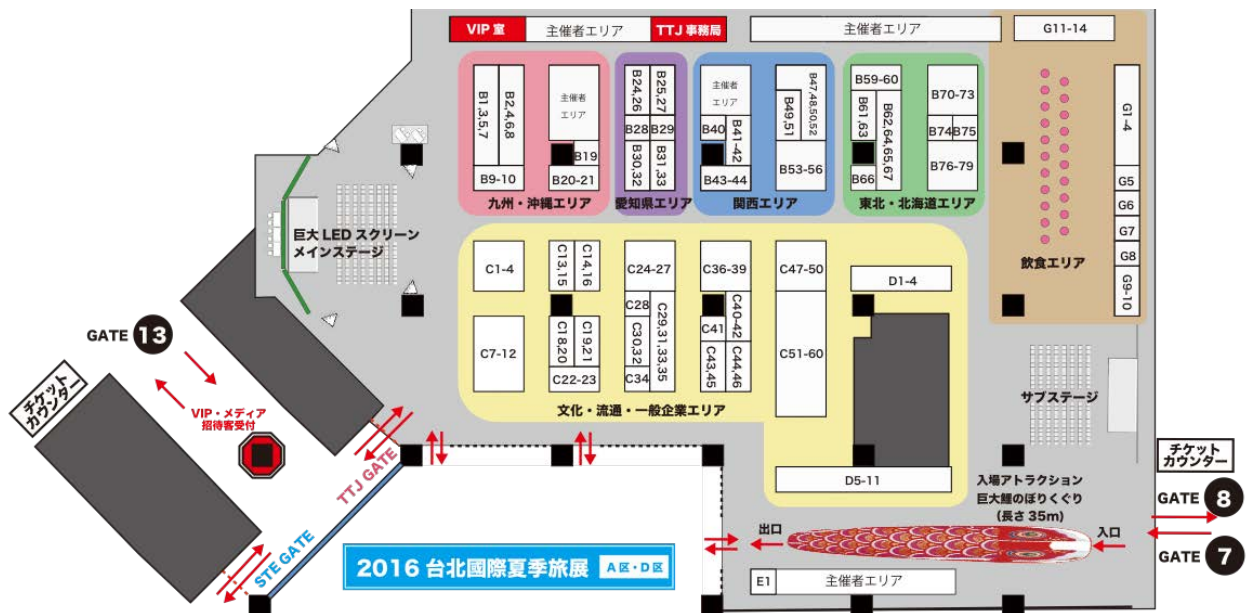 VIP 室
主催者エリア
TTJ 事務局
主催者エリア
G11-14
B1,3,5,7
B2,4,6,8
主催者
エリア
B19
B9-10
B20-21
九州・沖縄エリア
B24,26
B25,27
B28
B29
B30,32
B31,33
愛知県エリア
主催者
エリア
B40
B41-42
B43-44
B47,48,50,52
B49,51
B53-56
関西エリア
B59-60
B61,63
B62,64,65,67
B66
B70-73
B74
B75
B76-79
東北・北海道エリア
G1-4
G5
G6
G7
G8
G9-10
飲食エリア
巨大 LED スクリーン
メインステージ
C1-4
C13,15
C14,16
C24-27
C36-39
C47-50
D1-4
C7-12
C18,20
C19,21
C22-23
C28
C29,31,33,35
C30,32
C34
C40-42
C41
C43,45
C44,46
C51-60
文化・流通・一般企業エリア
サブステージ
GATE 13
チケット
カウンター
VIP・メディア
招待客受付
TTJ GATE
STE GATE
D5-11
入場アトラクション
巨大鯉のぼりくぐり
(長さ 35m)
チケット
カウンター
GATE 8
GATE 7
出口
入口
2016 台北國際夏季旅展 A 区・D 区
E1
主催者エリア